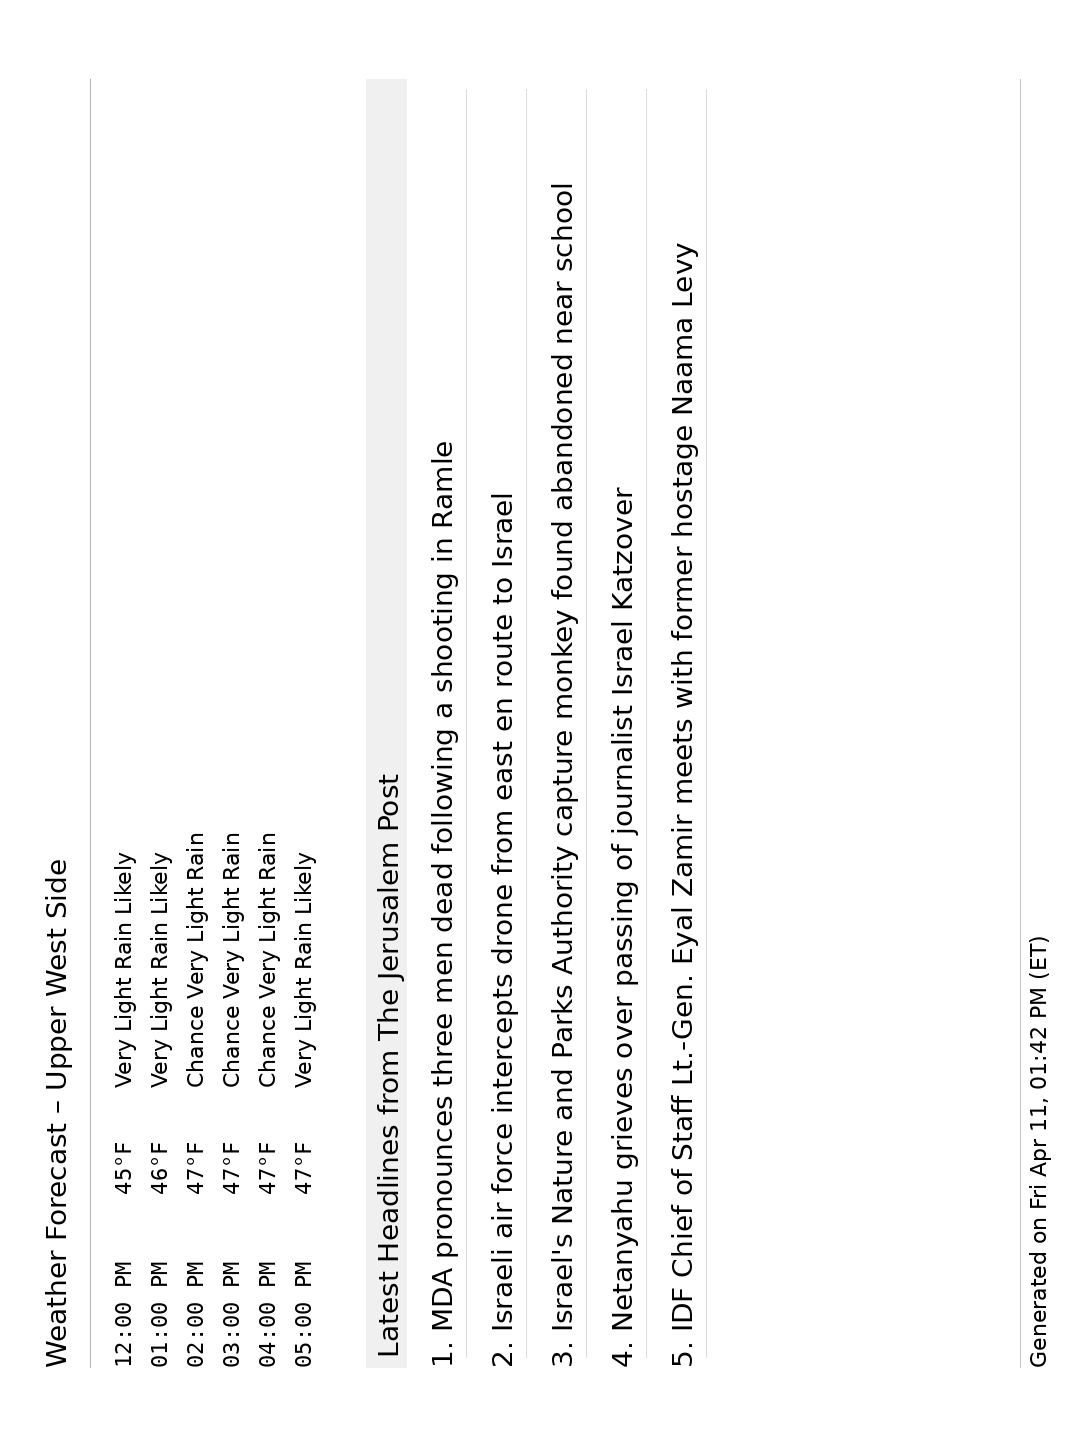 Weather Forecast – Upper West Side
12:00 PM 45°F Very Light Rain Likely
01:00 PM 46°F Very Light Rain Likely
02:00 PM 47°F Chance Very Light Rain
03:00 PM 47°F Chance Very Light Rain
04:00 PM 47°F Chance Very Light Rain
05:00 PM 47°F Very Light Rain Likely
Latest Headlines from The Jerusalem Post
1. MDA pronounces three men dead following a shooting in Ramle
2. Israeli air force intercepts drone from east en route to Israel
3. Israel's Nature and Parks Authority capture monkey found abandoned near school
4. Netanyahu grieves over passing of journalist Israel Katzover
5. IDF Chief of Staff Lt.-Gen. Eyal Zamir meets with former hostage Naama Levy
Generated on Fri Apr 11, 01:42 PM (ET)